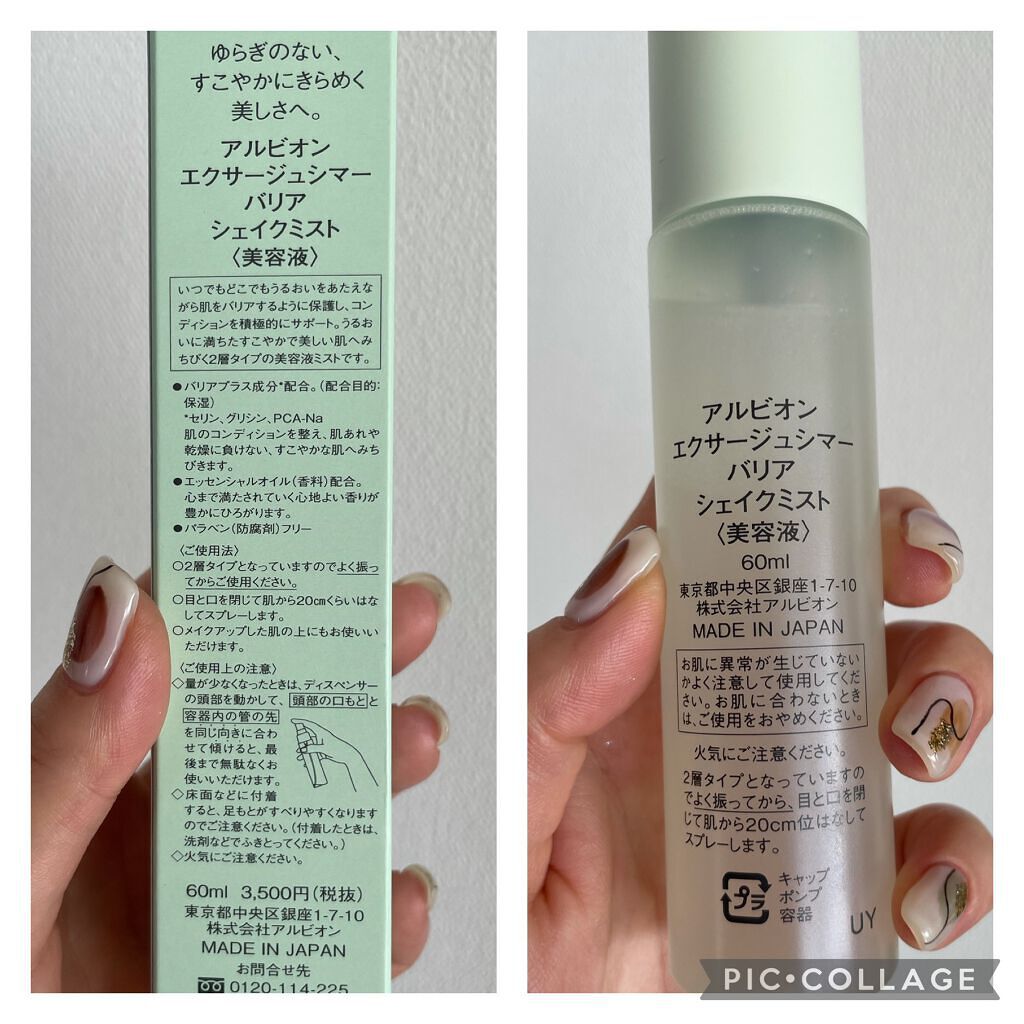 ゆらぎのない、
すこやかにきらめく
美しさへ。
アルビオン
エクサージュシマー
バリア
シェイクミスト
〈美容液〉
いつでもどこでもうるおいをあたえな
がら肌をバリアするように保護し、コン
ディションを積極的にサポート。うるお
いに満ちたすこやかで美しい肌へみ
ちびく2層タイプの美容液ミストです。
●バリアプラス成分*配合。(配合目的:
保湿)
*セリン、グリシン、PCA-Na
肌のコンディションを整え、肌あれや
乾燥に負けない、すこやかな肌へみち
びきます。
●エッセンシャルオイル(香料)配合。
心まで満たされていく心地よい香りが
豊かにひろがります。
●パラベン(防腐剤)フリー
〈ご使用法〉
○2層タイプとなっていますのでよく振っ
てからご使用ください。
○目と口を閉じて肌から20cmくらいはな
してスプレーします。
○メイクアップした肌の上にもお使いい
ただけます。
〈ご使用上の注意〉
◇量が少なくなったときは、ディスペンサー
の頭部を動かして、頭部の口もとと
容器内の管の先
を同じ向きに合わ
せて傾けると、最
後まで無駄なくお
使いいただけます。
◇床面などに付着
すると、足もとがすべりやすくなります
のでご注意ください。(付着したときは、
洗剤などでふきとってください。)
◇火気にご注意ください。
60ml 3,500円(税抜)
東京都中央区銀座1-7-10
株式会社アルビオン
MADE IN JAPAN
お問合せ先
0120-114-225
アルビオン
エクサージュシマー
バリア
シェイクミスト
〈美容液〉
60ml
東京都中央区銀座1-7-10
株式会社アルビオン
MADE IN JAPAN
お肌に異常が生じていない
かよく注意して使用してくだ
さい。お肌に合わないとき
は、ご使用をおやめください。
火気にご注意ください。
2層タイプとなっていますの
でよく振ってから、目と口を閉
じて肌から20cm位はなして
スプレーします。
プラ
キャップ
ポンプ
容器
UY
PIC•COLLAGE